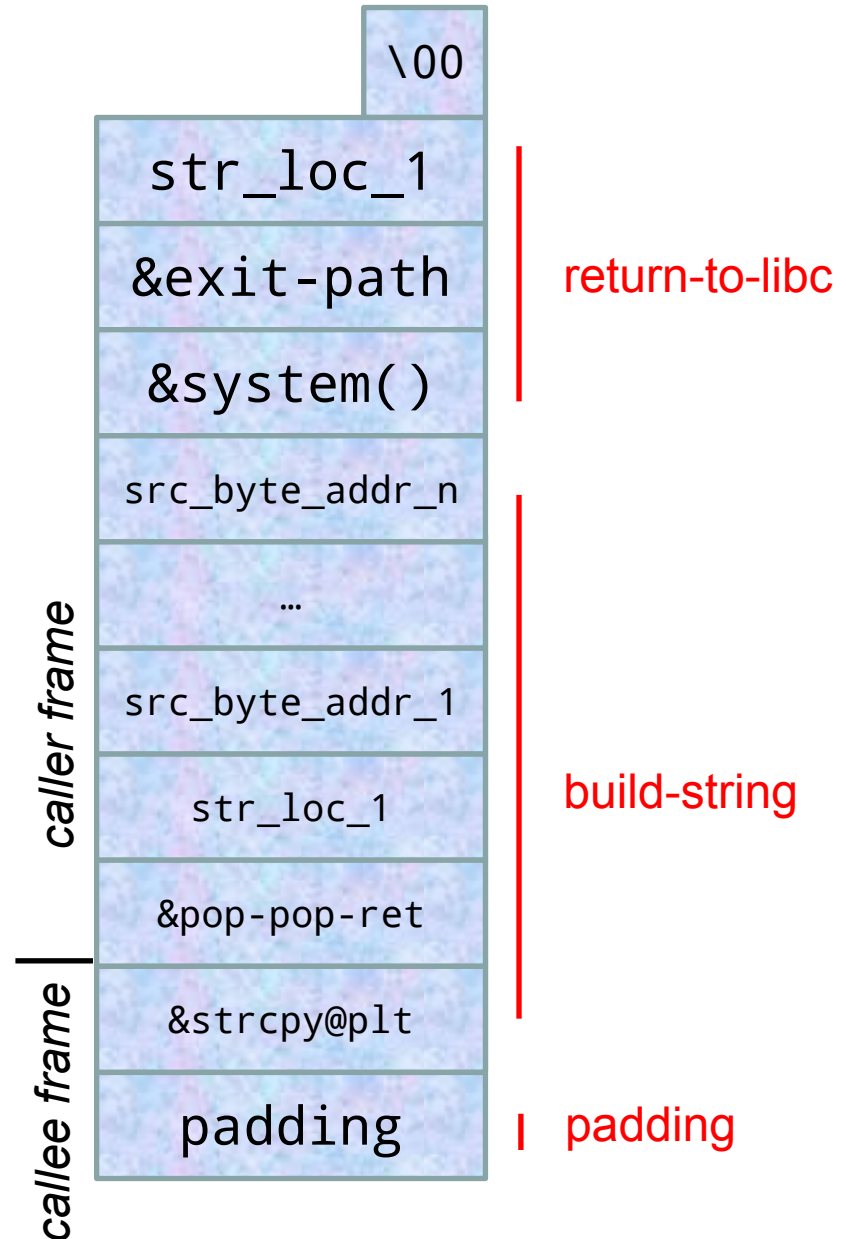 \00
str_loc_1
&exit-path
return-to-libc
&system()
src_byte_addr_n
…
src_byte_addr_1
caller frame
str_loc_1
build-string
&pop-pop-ret
&strcpy@plt
callee frame
padding
padding